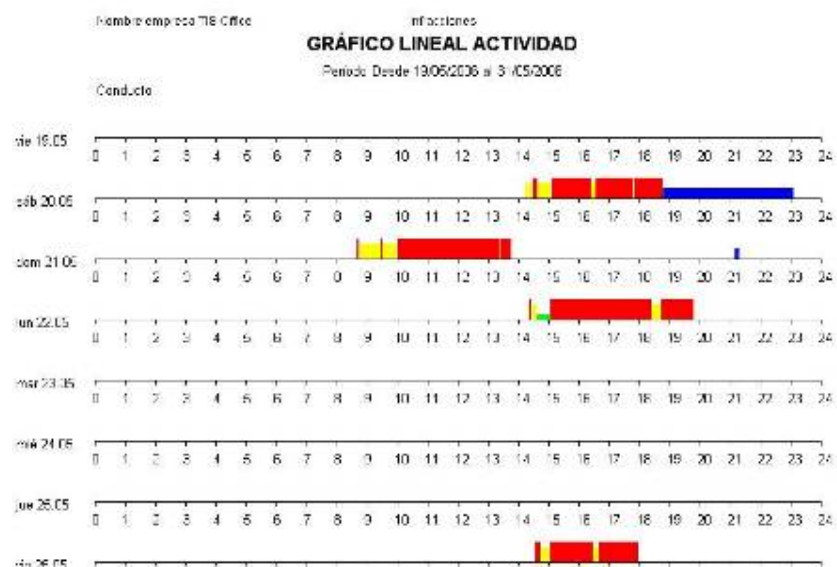 Nombre empresa TIS Office Infracciones
GRÁFICO LINEAL ACTIVIDAD
Periodo Desde 19/05/2006 al 31/05/2006
Conducto
vie 19.05
0 1 2 3 4 5 6 7 8 9 10 11 12 13 14 15 16 17 18 19 20 21 22 23 24
sáb 20.05
0 1 2 3 4 5 6 7 8 9 10 11 12 13 14 15 16 17 18 19 20 21 22 23 24
dom 21.05
0 1 2 3 4 5 6 7 8 9 10 11 12 13 14 15 16 17 18 19 20 21 22 23 24
lun 22.05
0 1 2 3 4 5 6 7 8 9 10 11 12 13 14 15 16 17 18 19 20 21 22 23 24
mar 23.05
0 1 2 3 4 5 6 7 8 9 10 11 12 13 14 15 16 17 18 19 20 21 22 23 24
mié 24.05
0 1 2 3 4 5 6 7 8 9 10 11 12 13 14 15 16 17 18 19 20 21 22 23 24
jue 25.05
0 1 2 3 4 5 6 7 8 9 10 11 12 13 14 15 16 17 18 19 20 21 22 23 24
vie 26.05